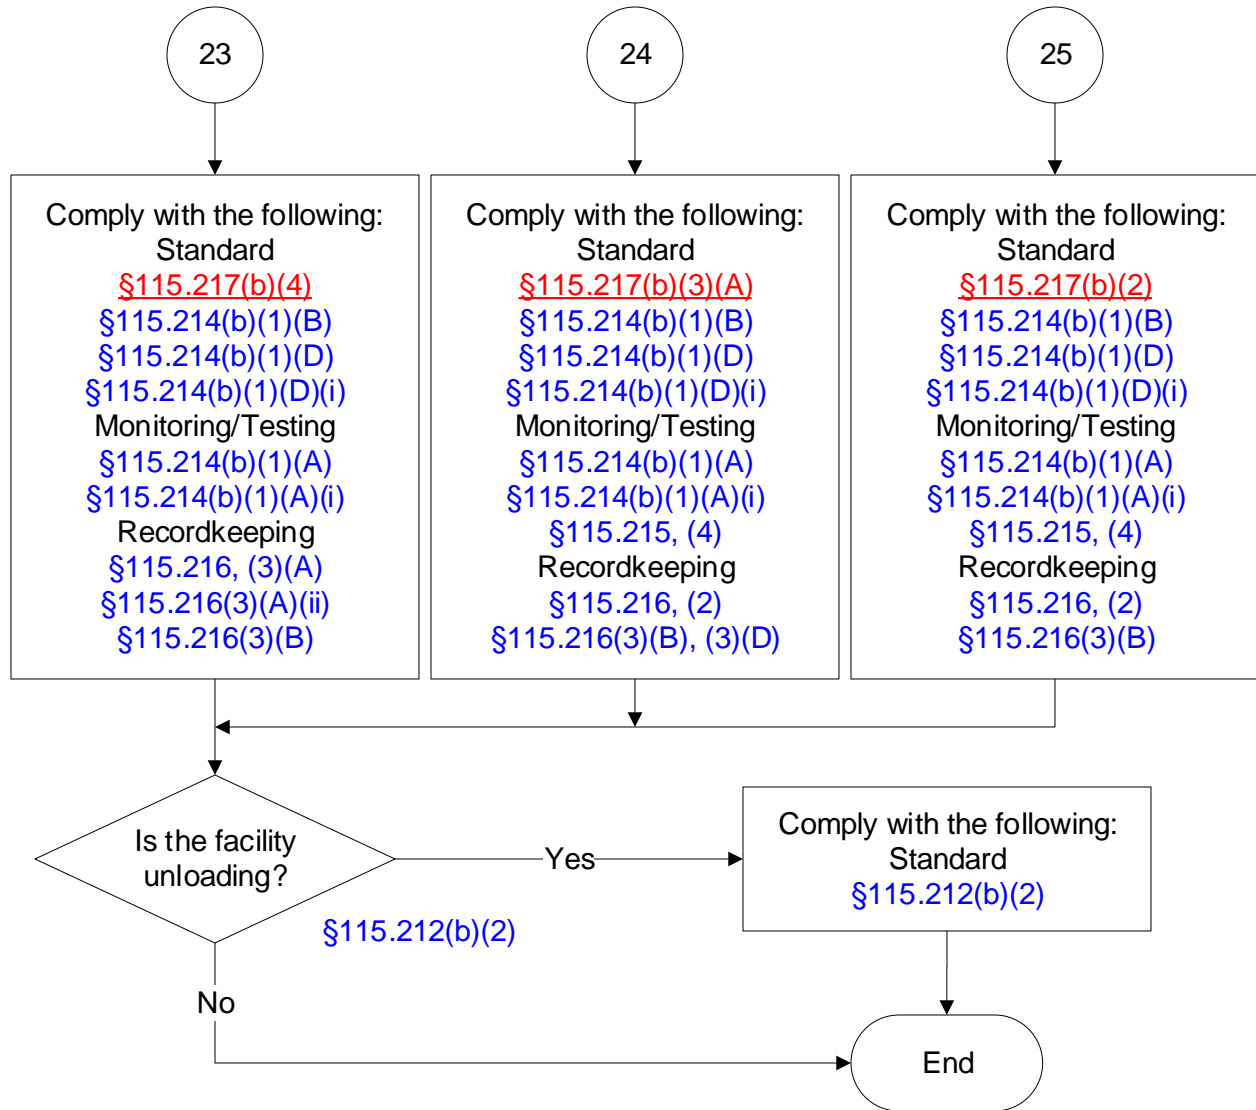 23
24
25
Comply with the following:
Standard
§115.217(b)(4)
§115.214(b)(1)(B)
§115.214(b)(1)(D)
§115.214(b)(1)(D)(i)
Monitoring/Testing
§115.214(b)(1)(A)
§115.214(b)(1)(A)(i)
Recordkeeping
§115.216, (3)(A)
§115.216(3)(A)(ii)
§115.216(3)(B)
Comply with the following:
Standard
§115.217(b)(3)(A)
§115.214(b)(1)(B)
§115.214(b)(1)(D)
§115.214(b)(1)(D)(i)
Monitoring/Testing
§115.214(b)(1)(A)
§115.214(b)(1)(A)(i)
§115.215, (4)
Recordkeeping
§115.216, (2)
§115.216(3)(B), (3)(D)
Comply with the following:
Standard
§115.217(b)(2)
§115.214(b)(1)(B)
§115.214(b)(1)(D)
§115.214(b)(1)(D)(i)
Monitoring/Testing
§115.214(b)(1)(A)
§115.214(b)(1)(A)(i)
§115.215, (4)
Recordkeeping
§115.216, (2)
§115.216(3)(B)
Is the facility
unloading?
Yes
§115.212(b)(2)
Comply with the following:
Standard
§115.212(b)(2)
No
End